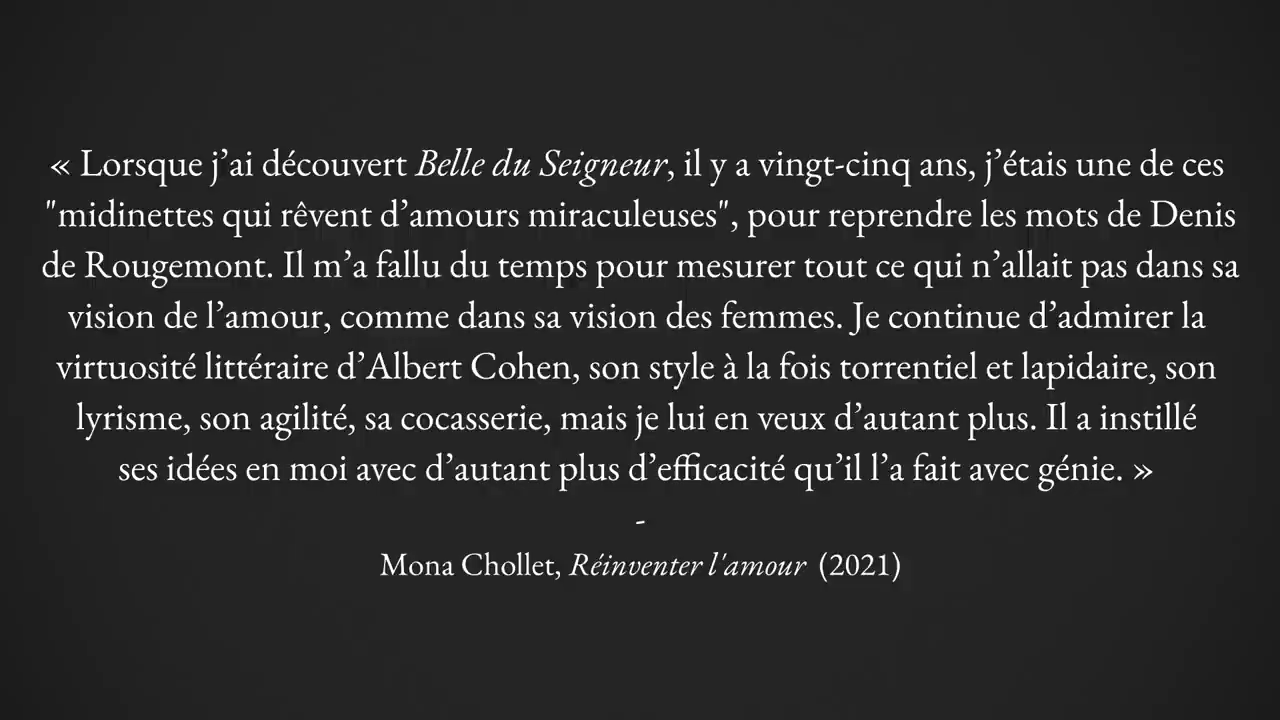 « Lorsque j’ai découvert Belle du Seigneur, il y a vingt-cinq ans, j’étais une de ces
"midinettes qui rêvent d’amours miraculeuses", pour reprendre les mots de Denis
de Rougemont. Il m’a fallu du temps pour mesurer tout ce qui n’allait pas dans sa
vision de l’amour, comme dans sa vision des femmes. Je continue d’admirer la
virtuosité littéraire d’Albert Cohen, son style à la fois torrentiel et lapidaire, son
lyrisme, son agilité, sa cocasserie, mais je lui en veux d’autant plus. Il a instillé
ses idées en moi avec d’autant plus d’efficacité qu’il l’a fait avec génie. »
-
Mona Chollet, Réinventer l'amour (2021)